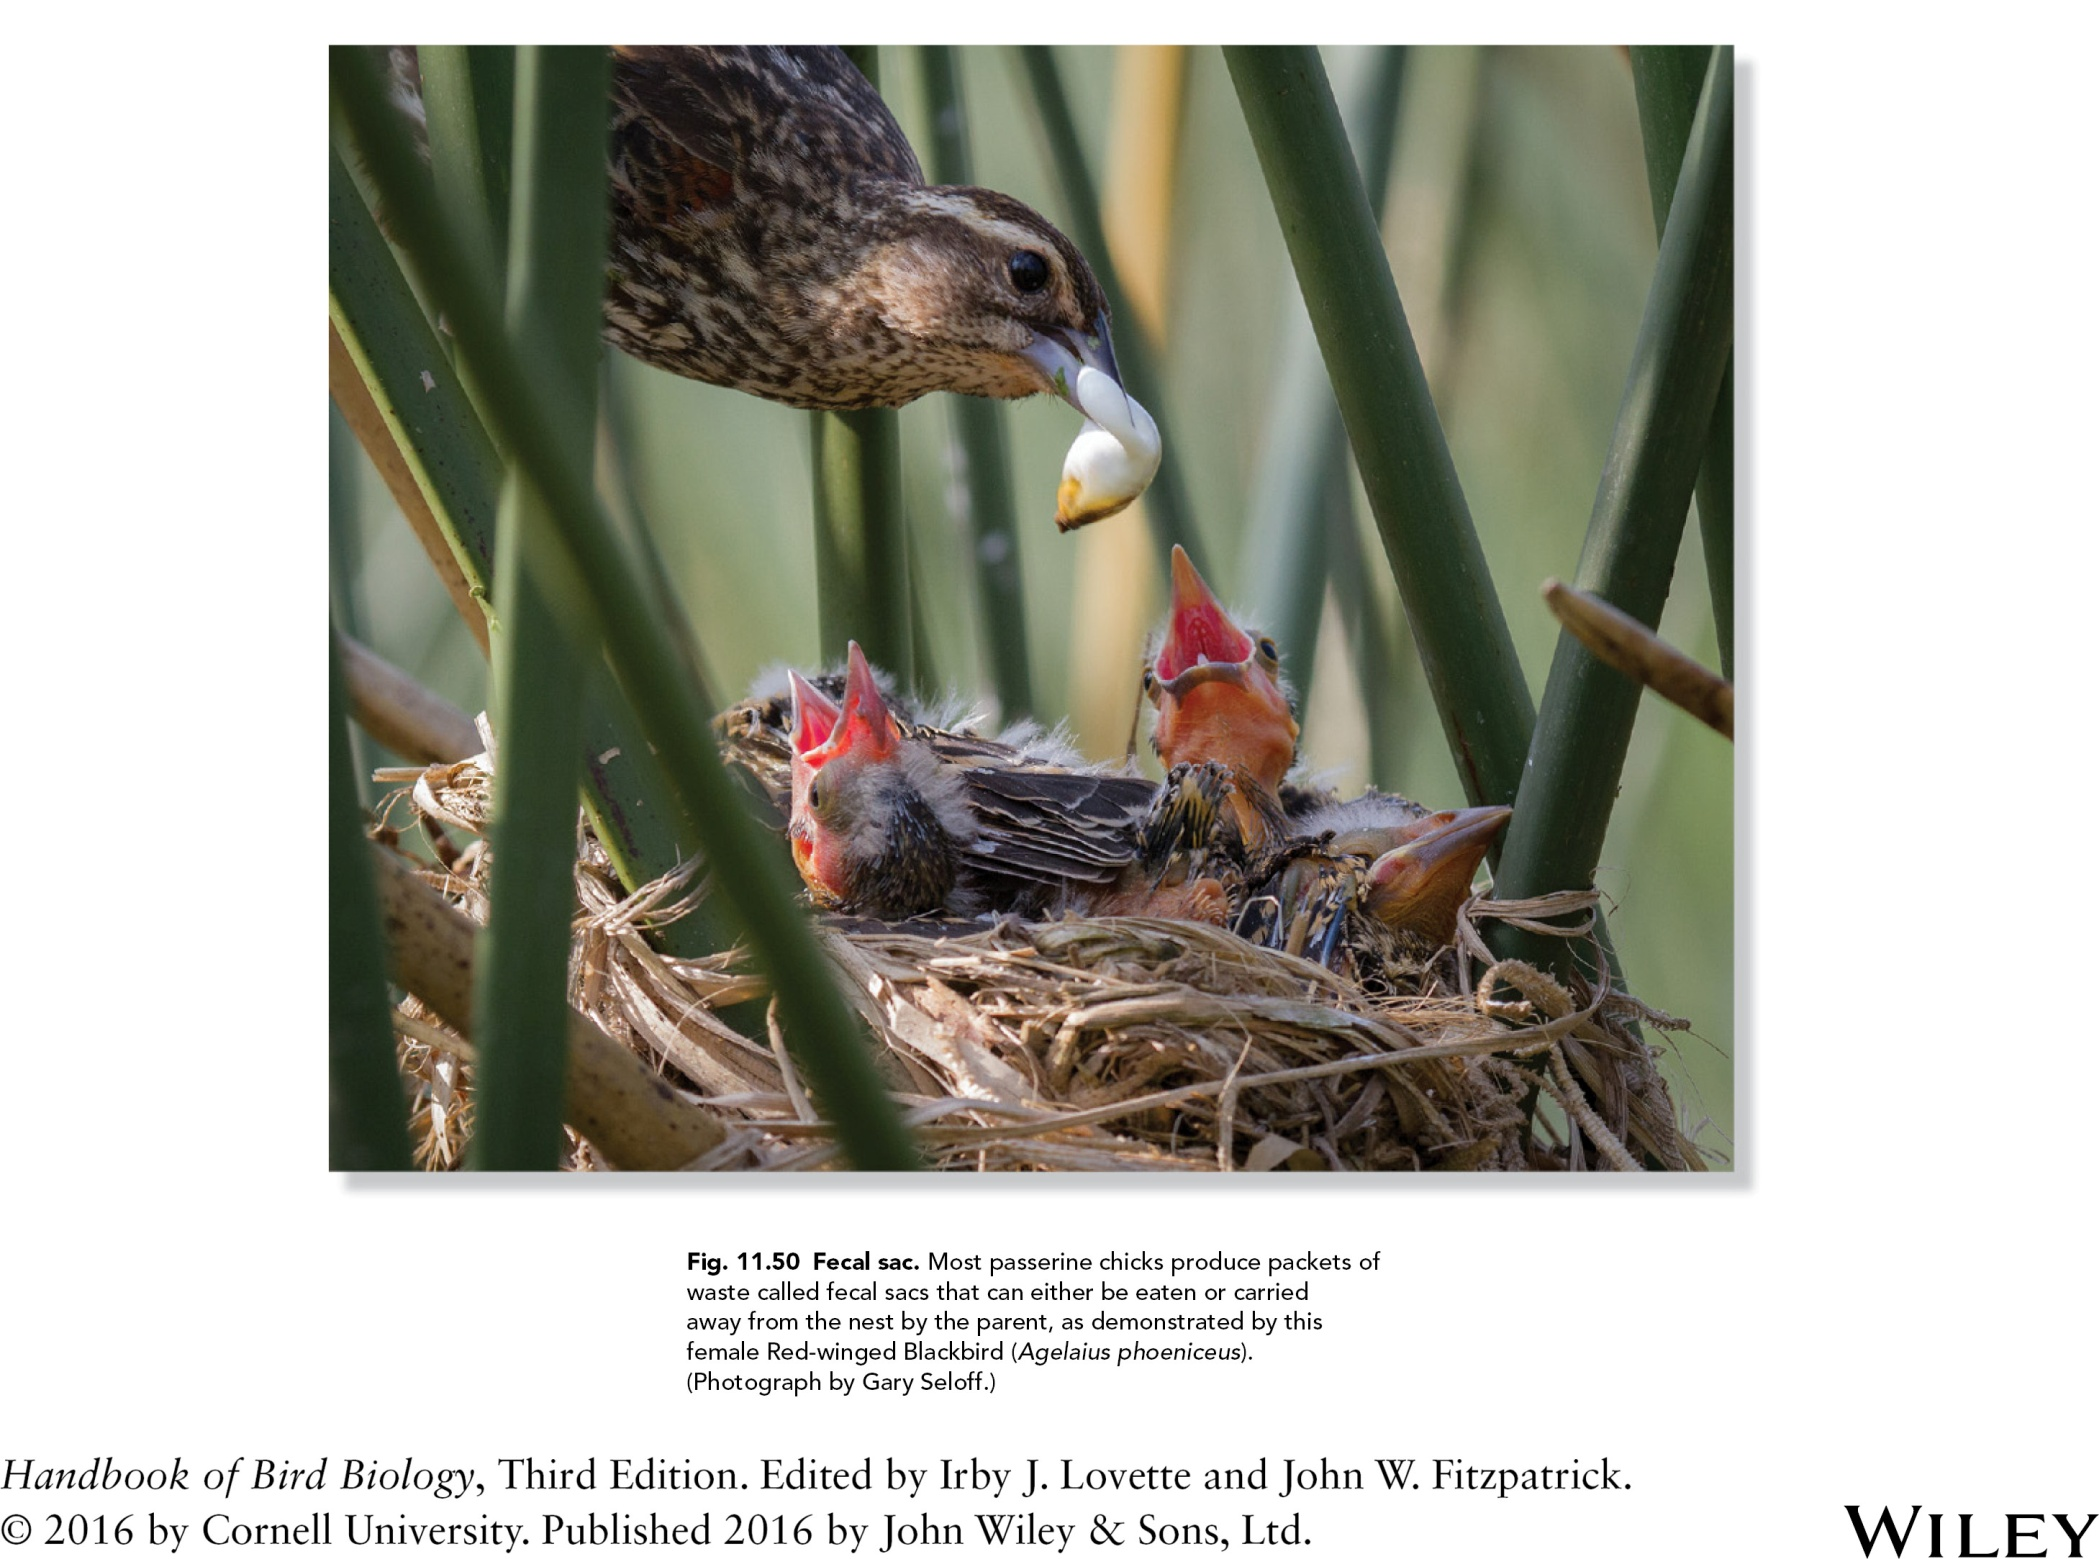 Fig. 11.50 Fecal sac. Most passerine chicks produce packets of
waste called fecal sacs that can either be eaten or carried
away from the nest by the parent, as demonstrated by this
female Red-winged Blackbird (Agelaius phoeniceus).
(Photograph by Gary Seloff.)
Handbook of Bird Biology, Third Edition. Edited by Irby J. Lovette and John W. Fitzpatrick.
© 2016 by Cornell University. Published 2016 by John Wiley & Sons, Ltd.
WILEY